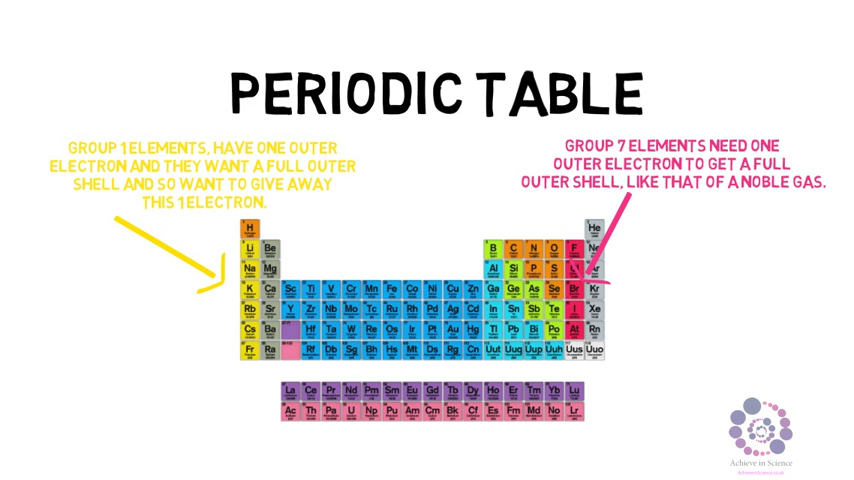 PERIODIC TABLE
GROUP 1 ELEMENTS, HAVE ONE OUTER
ELECTRON AND THEY WANT A FULL OUTER
SHELL AND SO WANT TO GIVE AWAY
THIS 1 ELECTRON.
GROUP 7 ELEMENTS NEED ONE
OUTER ELECTRON TO GET A FULL
OUTER SHELL, LIKE THAT OF A NOBLE GAS.
H He
Li Be B C N O F Ne
Na Mg Al Si P S Ar
K Ca Sc Ti V Cr Mn Fe Co Ni Cu Zn Ga Ge As Se Br Kr
Rb Sr Y Zr Nb Mo Tc Ru Rh Pd Ag Cd In Sn Sb Te I Xe
Cs Ba Hf Ta W Re Os Ir Pt Au Hg Tl Pb Bi Po At Rn
Fr Ra Rf Db Sg Bh Hs Mt Ds Rg Cn Uut Uuq Uup Uuh Uus Uuo
La Ce Pr Nd Pm Sm Eu Gd Tb Dy Ho Er Tm Yb Lu
Ac Th Pa U Np Pu Am Cm Bk Cf Es Fm Md No Lr
Achieve in Science